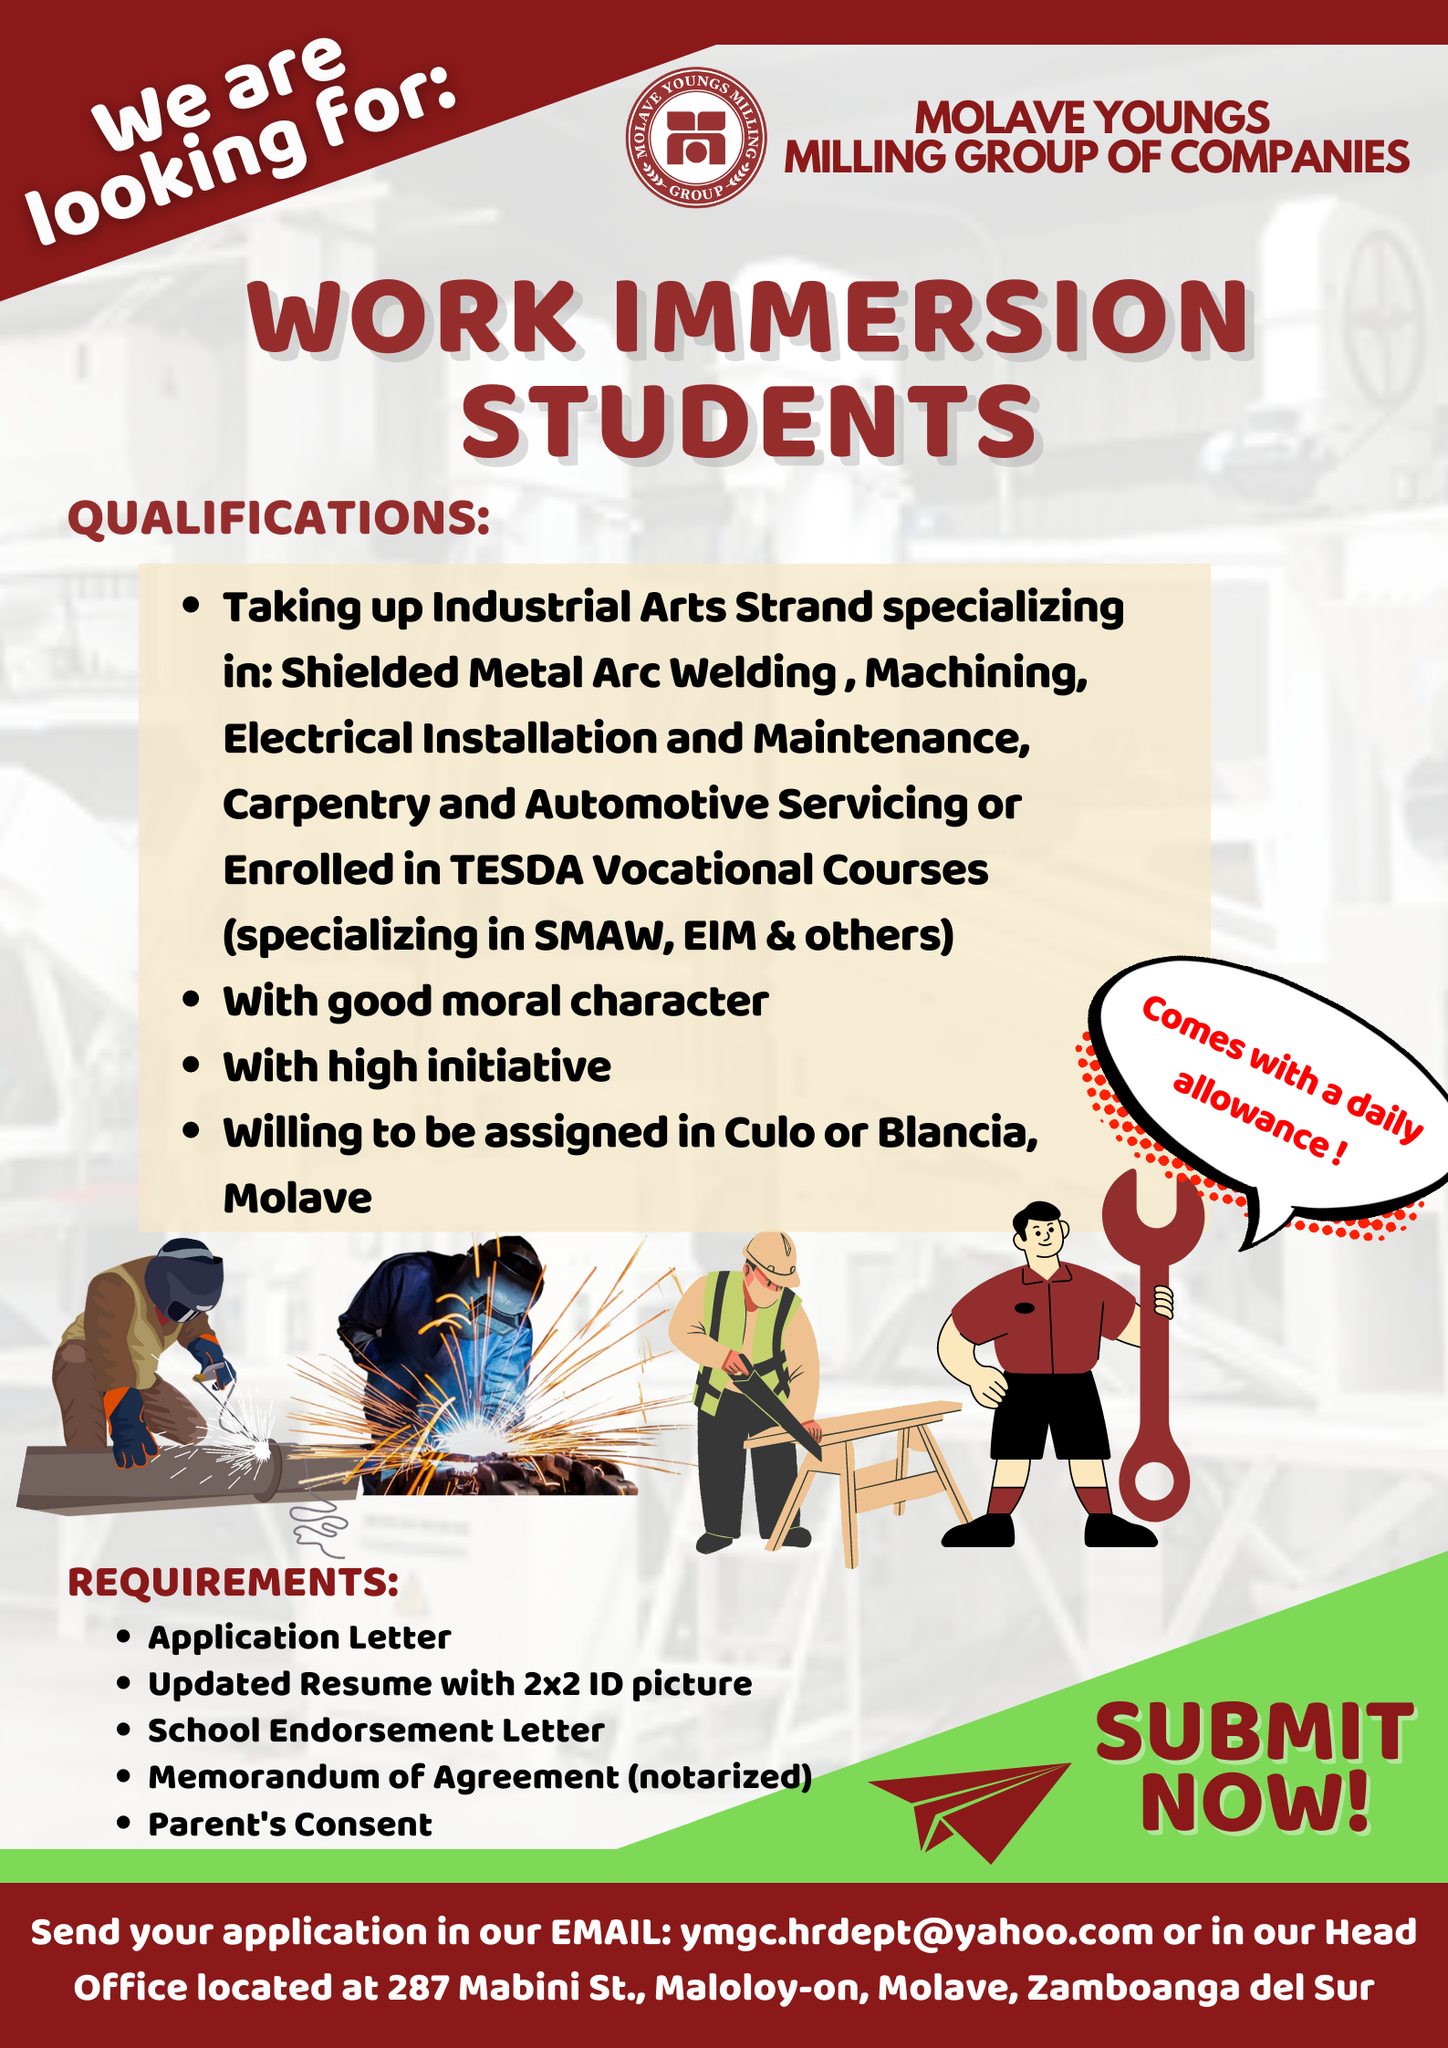 We are
looking for:
MOLAVE YOUNGS MILLING
GROUP
MOLAVE YOUNGS
MILLING GROUP OF COMPANIES
WORK IMMERSION
STUDENTS
QUALIFICATIONS:
• Taking up Industrial Arts Strand specializing
in: Shielded Metal Arc Welding , Machining,
Electrical Installation and Maintenance,
Carpentry and Automotive Servicing or
Enrolled in TESDA Vocational Courses
(specializing in SMAW, EIM & others)
• With good moral character
• With high initiative
• Willing to be assigned in Culo or Blancia,
Molave
Comes with a daily
allowance !
REQUIREMENTS:
• Application Letter
• Updated Resume with 2x2 ID picture
• School Endorsement Letter
• Memorandum of Agreement (notarized)
• Parent's Consent
SUBMIT
NOW!
Send your application in our EMAIL: ymgc.hrdept@yahoo.com or in our Head
Office located at 287 Mabini St., Maloloy-on, Molave, Zamboanga del Sur